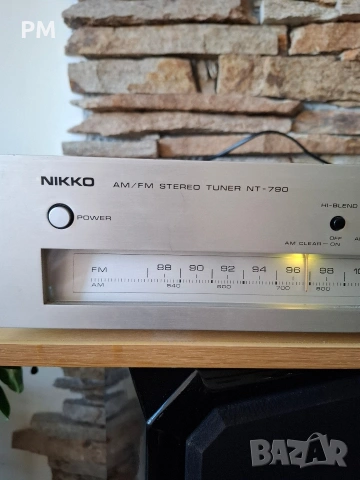 PM
NIKKO AM/FM STEREO TUNER NT-790
HI-BLEND
POWER
OFF
AM CLEAR – ON
FM 88 90 92 94 96 98 10
AM 540 600 700 800
BAZAR